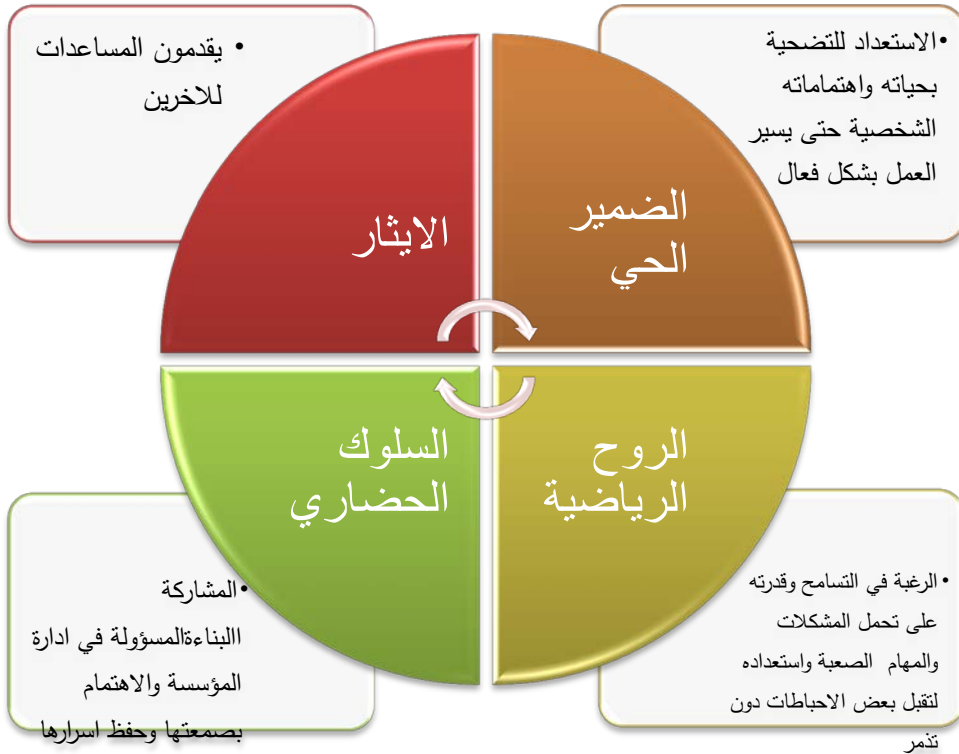 • الاستعداد للتضحية
بحياته واهتماماته
الشخصية حتى يسير
العمل بشكل فعال
• يقدمون المساعدات
للاخرين
الضمير
الحي
الايثار
الروح
الرياضية
السلوك
الحضاري
• الرغبة في التسامح وقدرته
على تحمل المشكلات
والمهام الصعبة واستعداده
لتقبل بعض الاحباطات دون
تذمر
• المشاركة
االبناءةالمسؤولة في ادارة
المؤسسة والاهتمام
بصمعتها وحفظ اسرارها